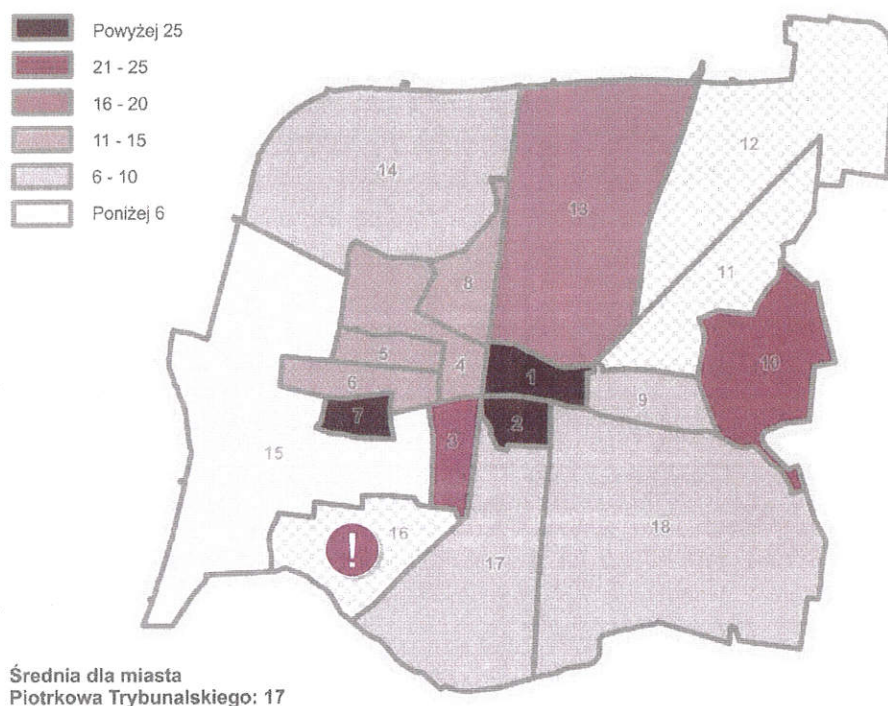 Powyżej 25
21 - 25
16 - 20
11 - 15
6 - 10
Poniżej 6
12
14
13
11
8
5
4
10
6
1
9
7
2
3
15
16
18
!
17
Średnia dla miasta
Piotrkowa Trybunalskiego: 17